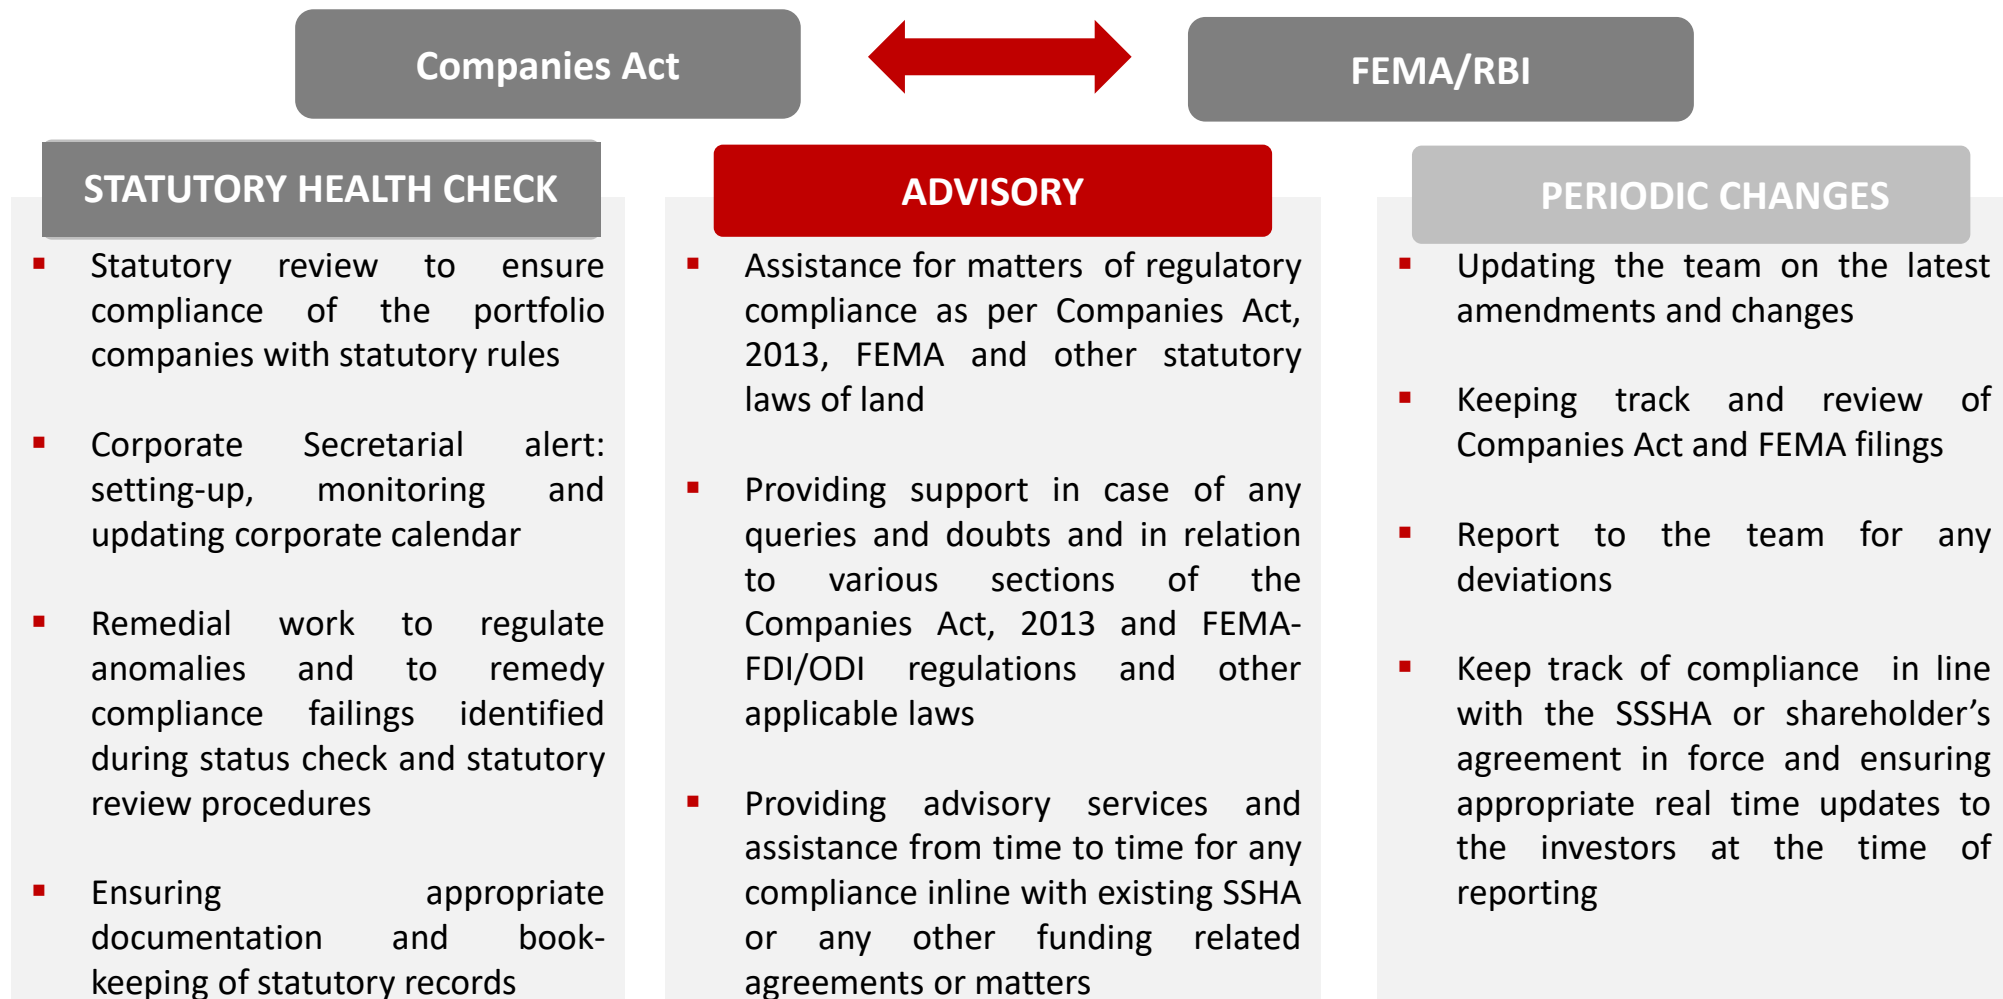 Companies Act
FEMA/RBI
STATUTORY HEALTH CHECK
Statutory review to ensure
compliance of the portfolio
companies with statutory rules
Corporate Secretarial alert:
setting-up, monitoring and
updating corporate calendar
Remedial work to regulate
anomalies and to remedy
compliance failings identified
during status check and statutory
review procedures
Ensuring appropriate
documentation and book-
keeping of statutory records
ADVISORY
Assistance for matters of regulatory
compliance as per Companies Act,
2013, FEMA and other statutory
laws of land
Providing support in case of any
queries and doubts and in relation
to various sections of the
Companies Act, 2013 and FEMA-
FDI/ODI regulations and other
applicable laws
Providing advisory services and
assistance from time to time for any
compliance inline with existing SSHA
or any other funding related
agreements or matters
PERIODIC CHANGES
Updating the team on the latest
amendments and changes
Keeping track and review of
Companies Act and FEMA filings
Report to the team for any
deviations
Keep track of compliance in line
with the SSSHA or shareholder’s
agreement in force and ensuring
appropriate real time updates to
the investors at the time of
reporting